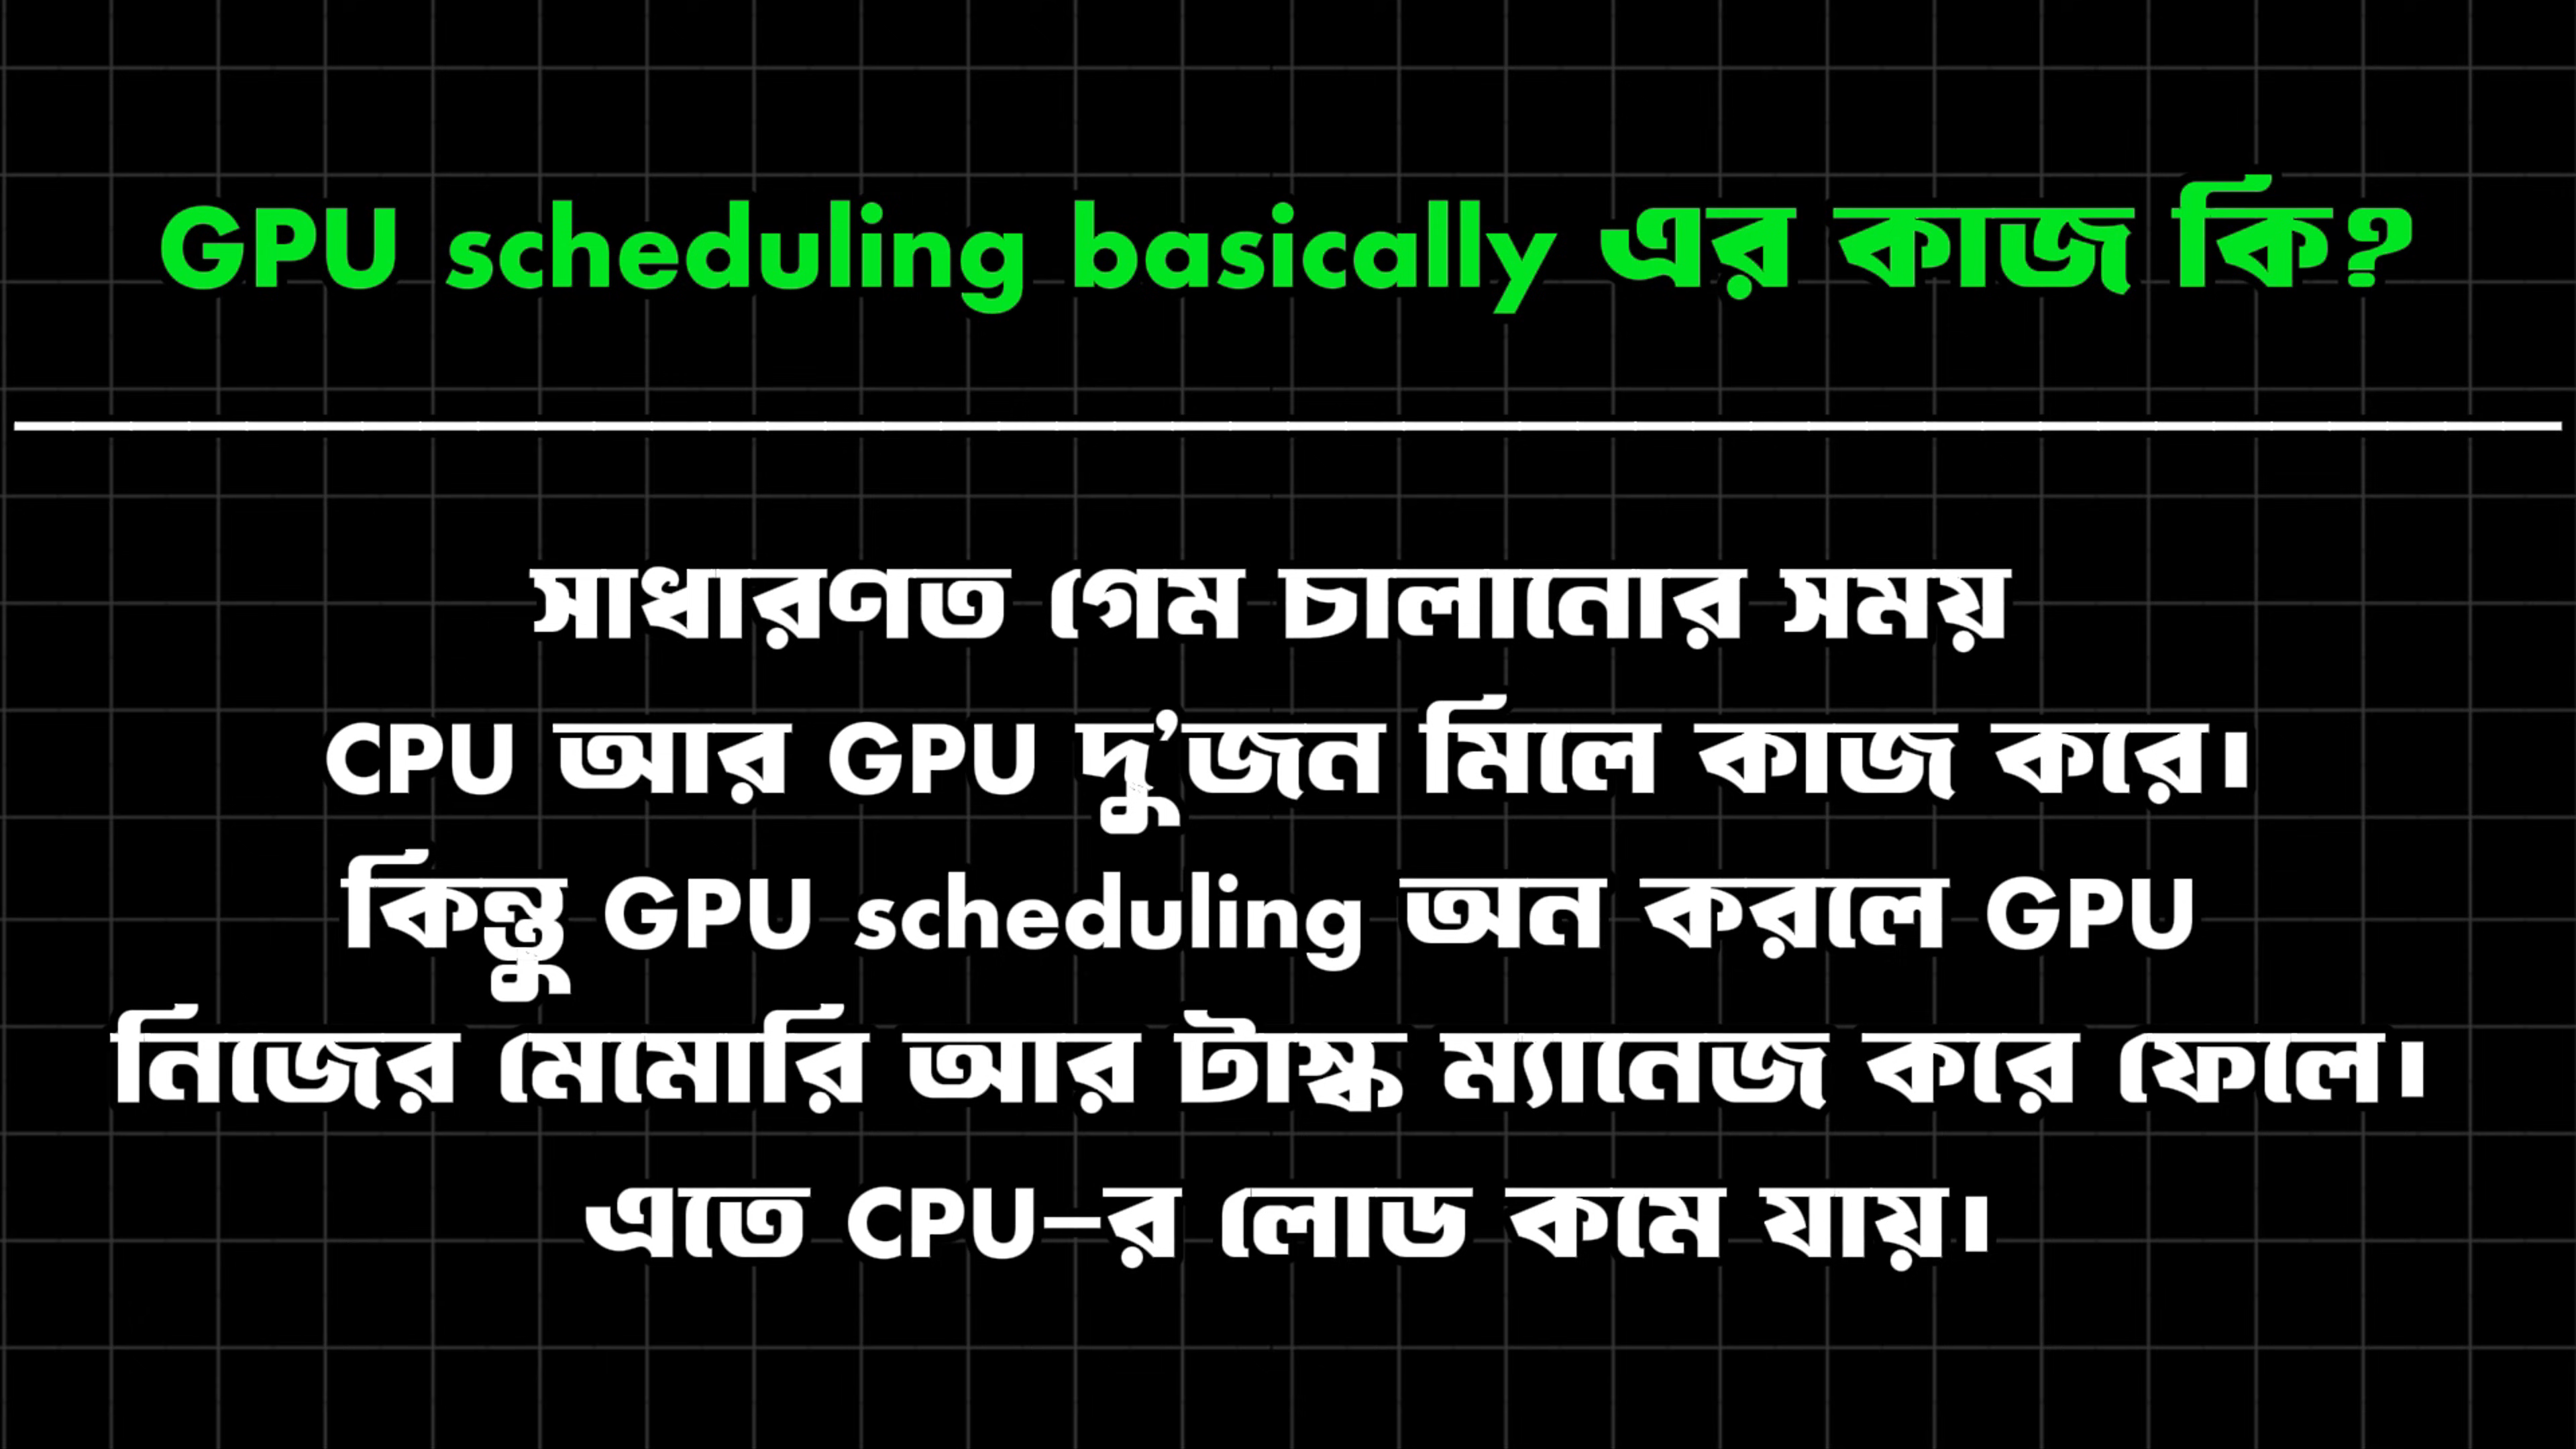 GPU scheduling basically এর কাজ কি?
সাধারণত গেম চালানোর সময়
CPU আর GPU দু’জন মিলে কাজ করে।
কিন্তু GPU scheduling অন করলে GPU
নিজের মেমোরি আর টাস্ক ম্যানেজ করে ফেলে।
এতে CPU–র লোড কমে যায়।